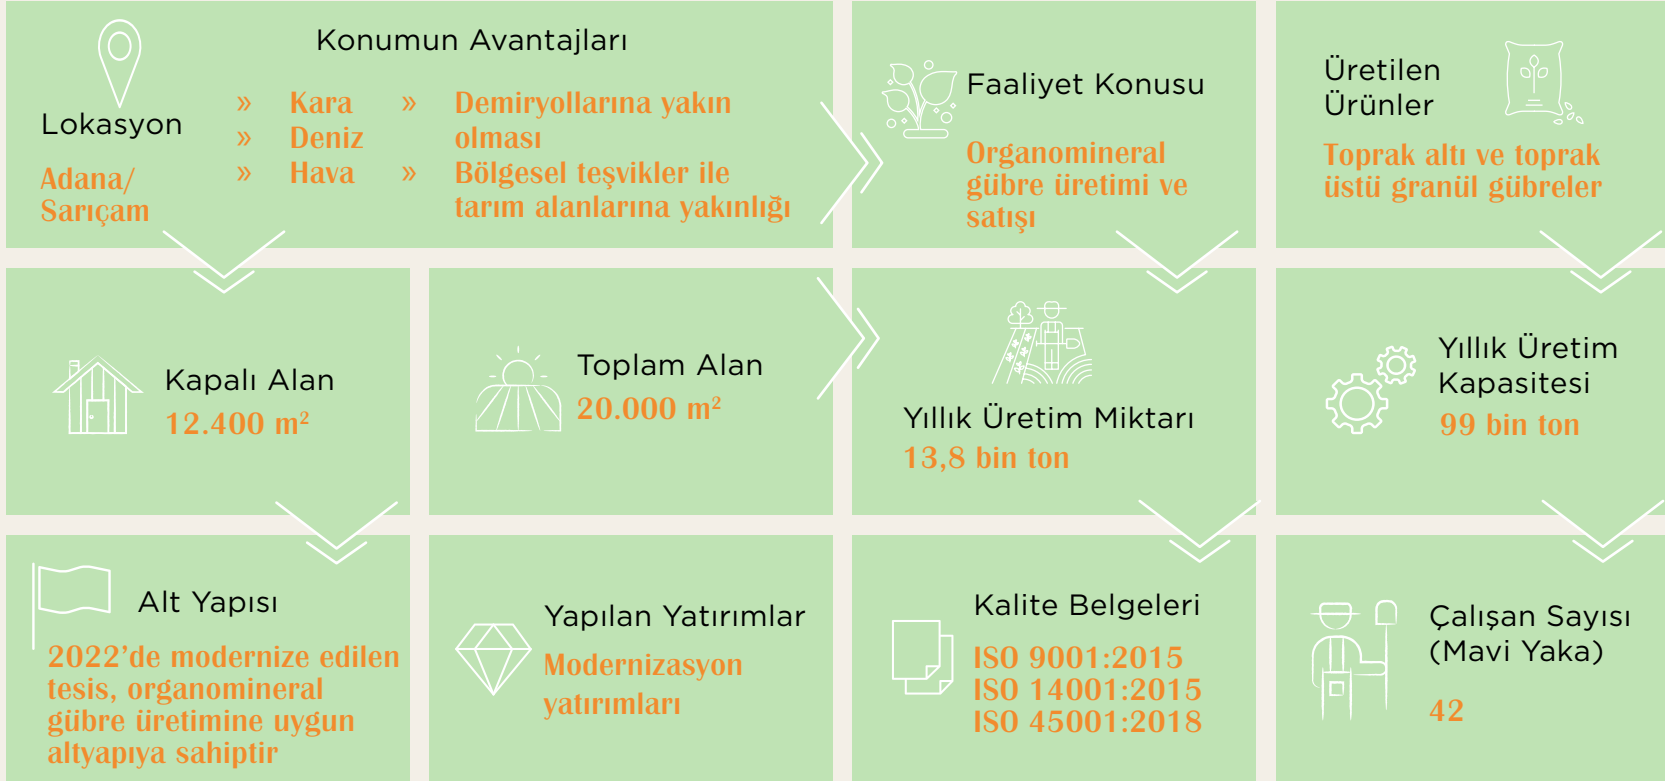 Konumun Avantajları
Lokasyon
Adana/
Sarıçam
» Kara
» Deniz
» Hava
» Demiryollarına yakın
olması
» Bölgesel teşvikler ile
tarım alanlarına yakınlığı
Faaliyet Konusu
Organomineral
gübre üretimi ve
satışı
Üretilen
Ürünler
Toprak altı ve toprak
üstü granül gübreler
Kapalı Alan
12.400 m²
Toplam Alan
20.000 m²
Yıllık Üretim Miktarı
13,8 bin ton
Yıllık Üretim
Kapasitesi
99 bin ton
Alt Yapısı
2022’de modernize edilen
tesis, organomineral
gübre üretimine uygun
altyapıya sahiptir
Yapılan Yatırımlar
Modernizasyon
yatırımları
Kalite Belgeleri
ISO 9001:2015
ISO 14001:2015
ISO 45001:2018
Çalışan Sayısı
(Mavi Yaka)
42